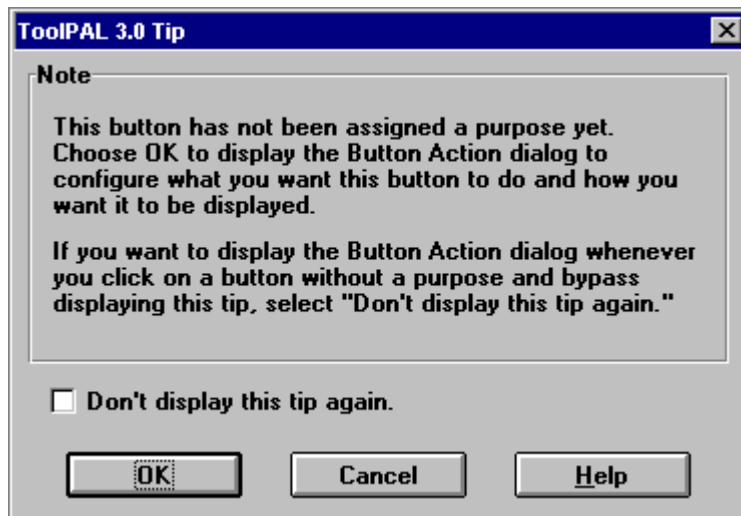 ToolPAL 3.0 Tip
Note
This button has not been assigned a purpose yet.
Choose OK to display the Button Action dialog to
configure what you want this button to do and how you
want it to be displayed.
If you want to display the Button Action dialog whenever
you click on a button without a purpose and bypass
displaying this tip, select "Don't display this tip again."
Don't display this tip again.
OK Cancel Help